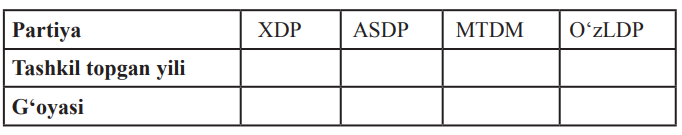 Partiya XDP ASDP MTDM O‘zLDP
Tashkil topgan yili
G‘oyasi